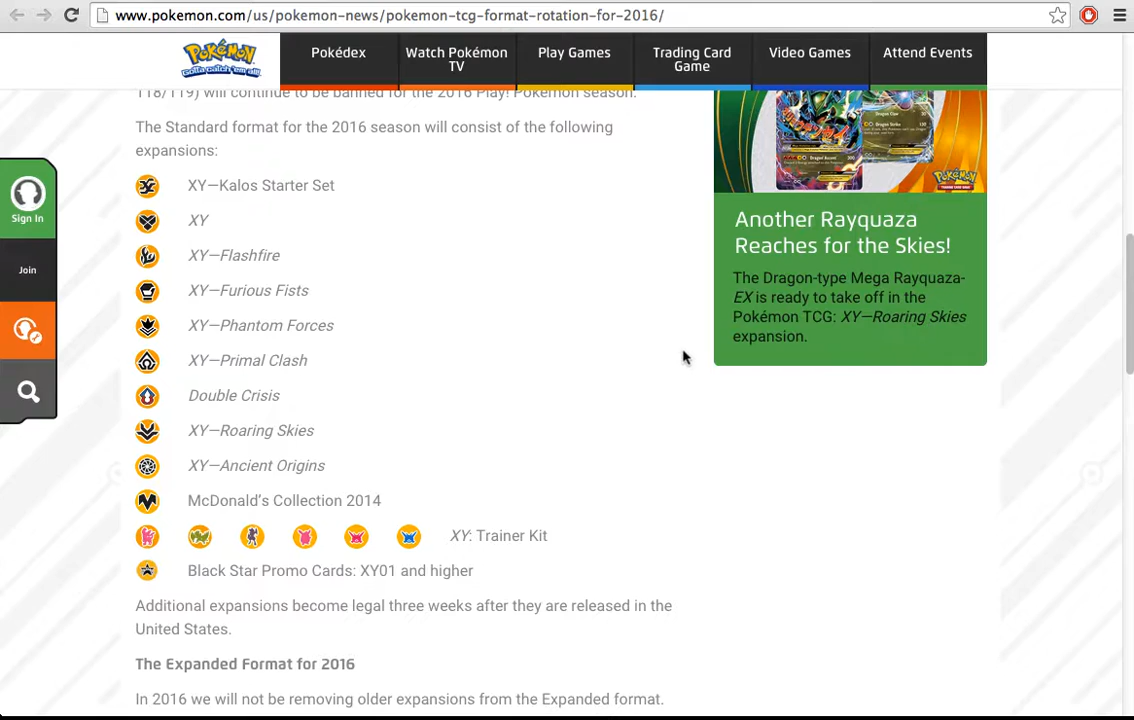 www.pokemon.com/us/pokemon-news/pokemon-tcg-format-rotation-for-2016/
Pokémon
Gotta catch 'em all!
Pokédex
Watch Pokémon TV
Play Games
Trading Card Game
Video Games
Attend Events
118/119) will continue to be banned for the 2016 Play! Pokémon season.
The Standard format for the 2016 season will consist of the following
expansions:
XY—Kalos Starter Set
XY
XY—Flashfire
XY—Furious Fists
XY—Phantom Forces
XY—Primal Clash
Double Crisis
XY—Roaring Skies
XY—Ancient Origins
McDonald's Collection 2014
XY: Trainer Kit
Black Star Promo Cards: XY01 and higher
Additional expansions become legal three weeks after they are released in the
United States.
The Expanded Format for 2016
In 2016 we will not be removing older expansions from the Expanded format.
Sign In
Join
Pokémon
Another Rayquaza
Reaches for the Skies!
The Dragon-type Mega Rayquaza-
EX is ready to take off in the
Pokémon TCG: XY—Roaring Skies
expansion.